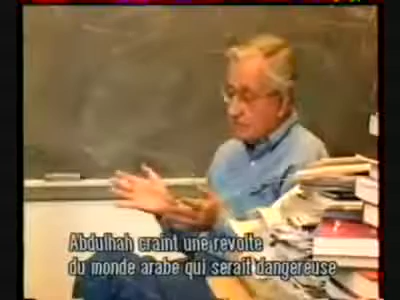 Abdulhah craint une revolte
du monde arabe qui serait dangereuse